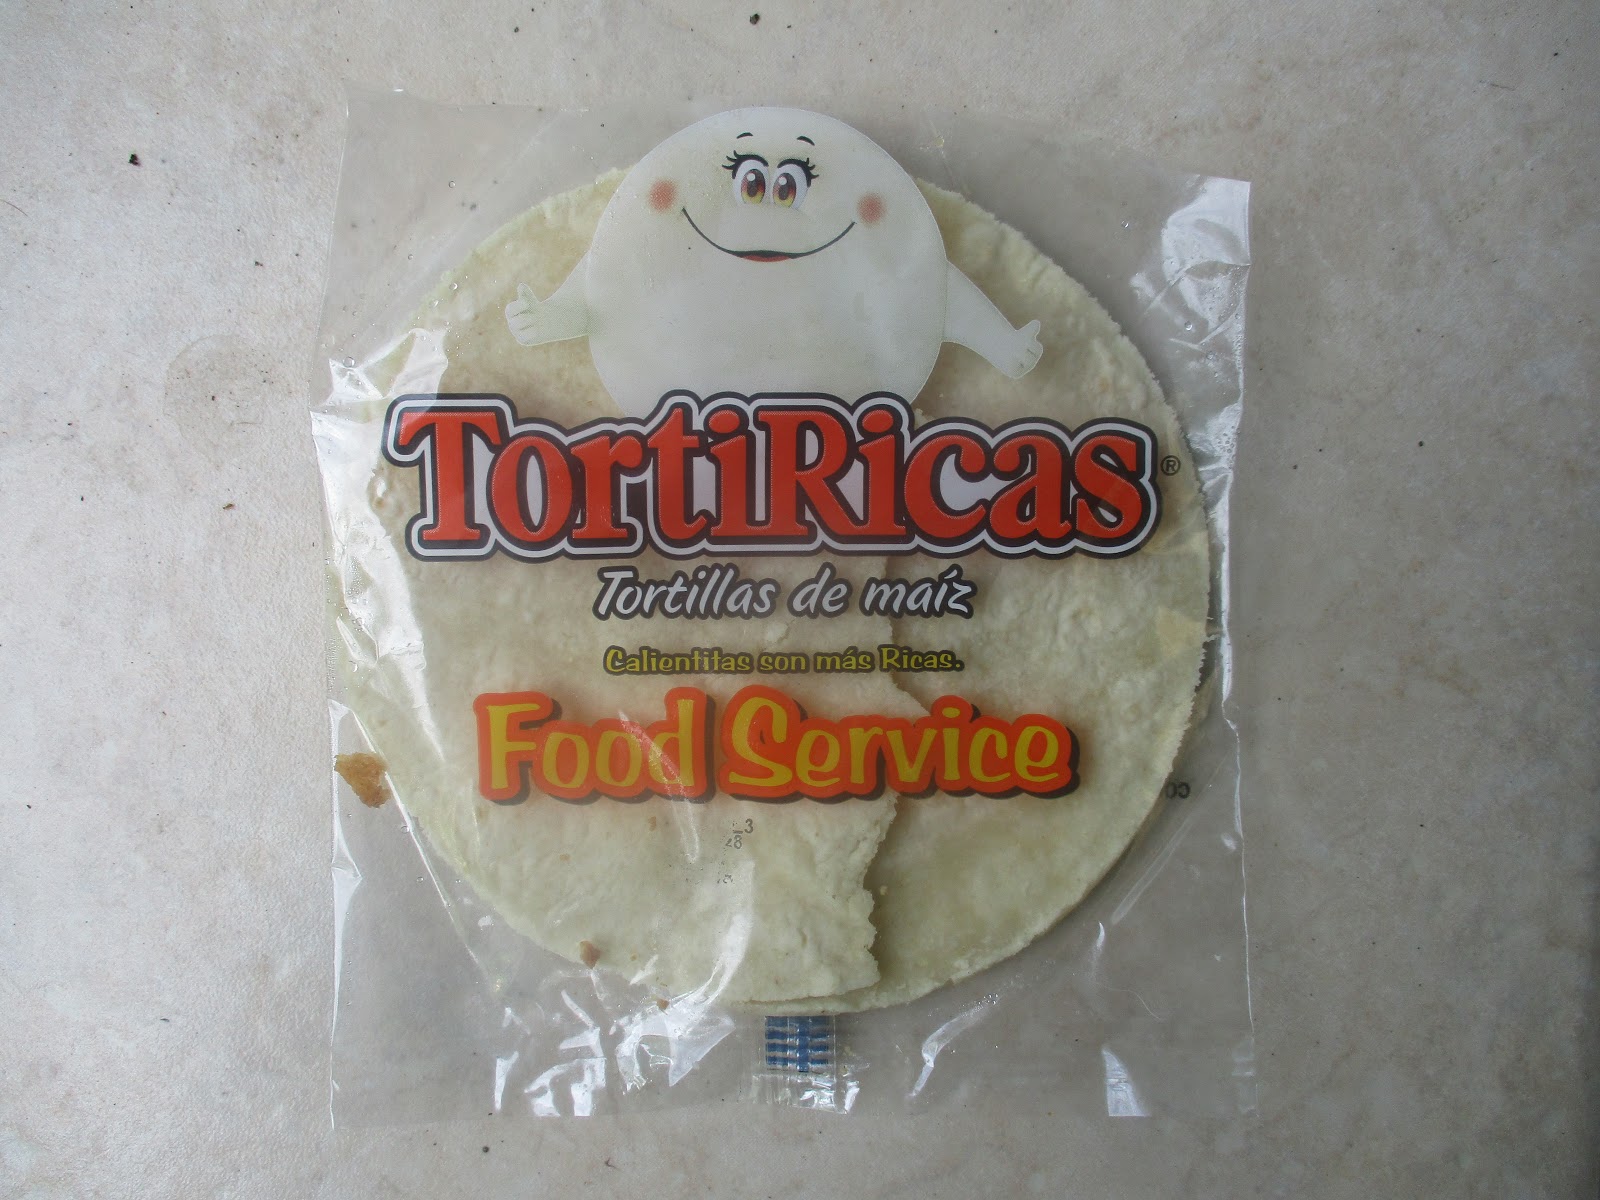 TortiRicas®
Tortillas de maíz
Calientitas son más Ricas.
Food Service